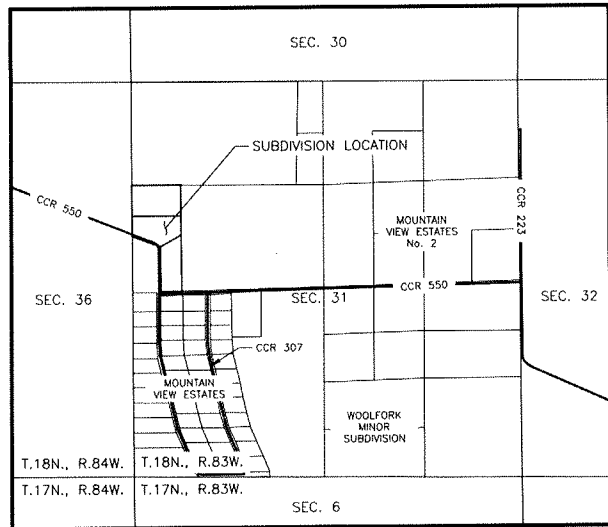 SEC. 30
SUBDIVISION LOCATION
CCR 550
CCR 223
MOUNTAIN
VIEW ESTATES
No. 2
SEC. 36
SEC. 31
CCR 550
SEC. 32
CCR 307
MOUNTAIN
VIEW ESTATES
WOOLFORK
MINOR
SUBDIVISION
T.18N., R.84W.
T.18N., R.83W.
T.17N., R.84W.
T.17N., R.83W.
SEC. 6